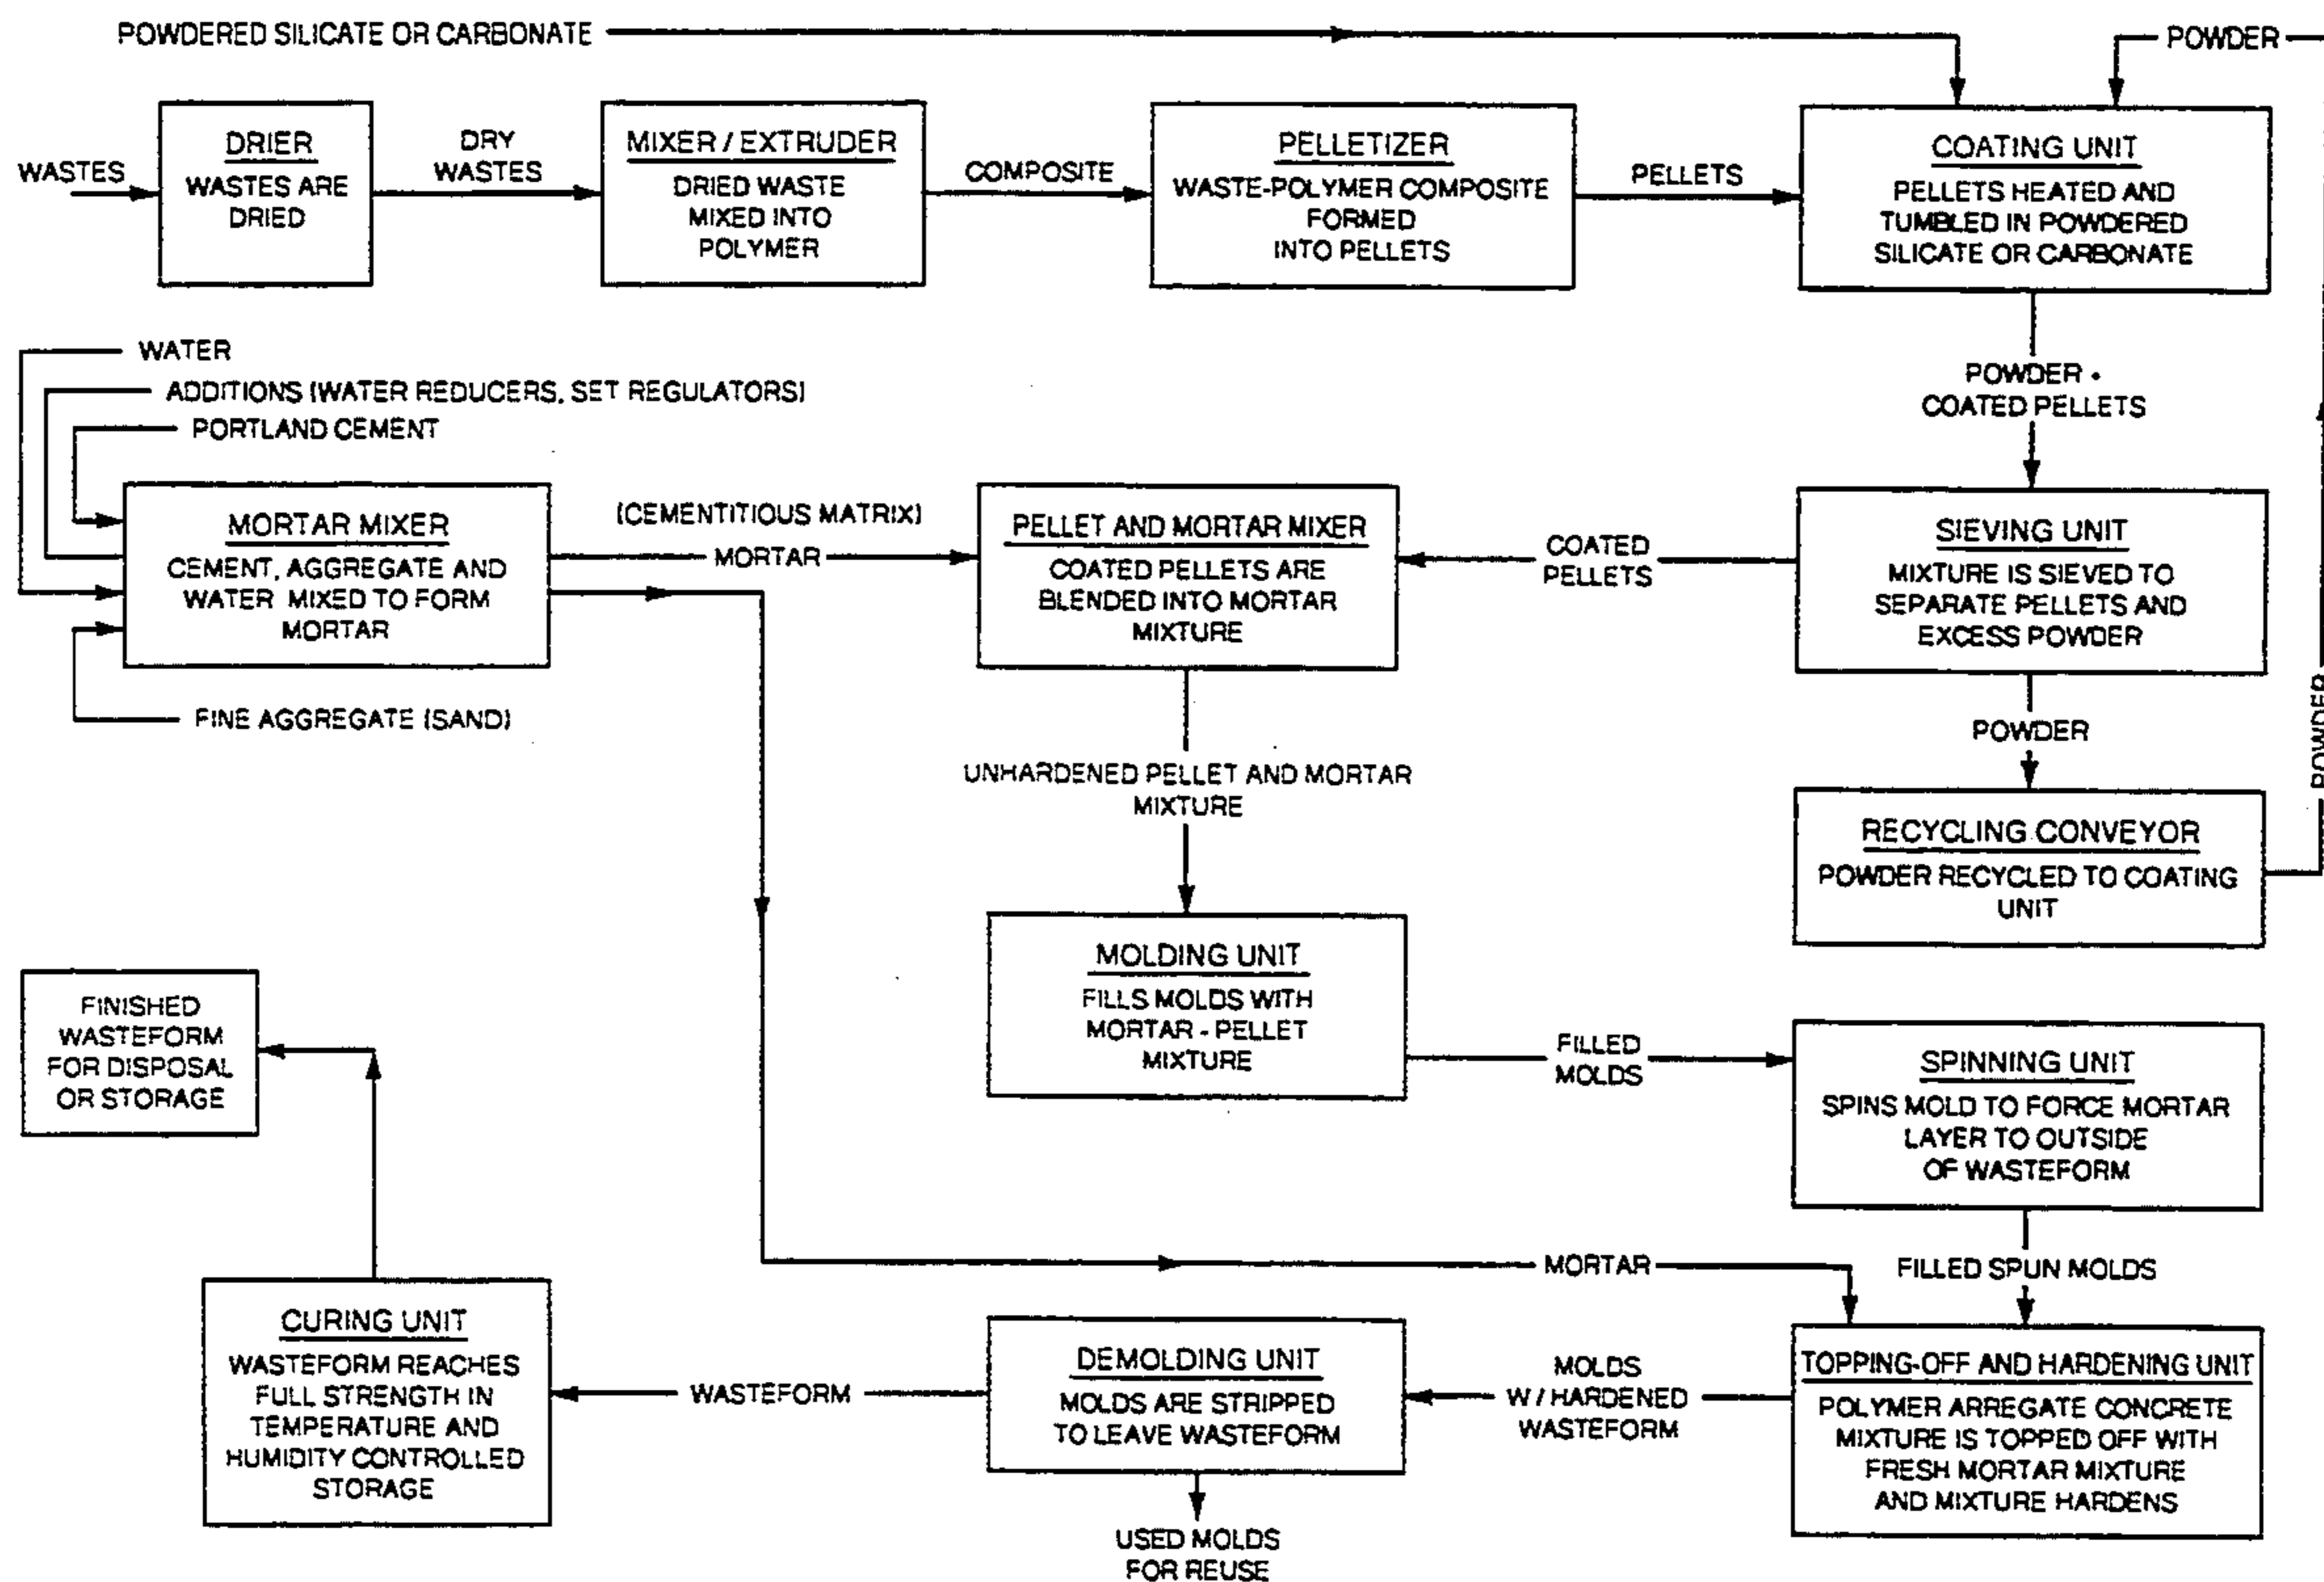 POWDERED SILICATE OR CARBONATE
POWDER
WASTES
DRIER
WASTES ARE
DRIED
DRY
WASTES
MIXER / EXTRUDER
DRIED WASTE
MIXED INTO
POLYMER
COMPOSITE
PELLETIZER
WASTE-POLYMER COMPOSITE
FORMED
INTO PELLETS
PELLETS
COATING UNIT
PELLETS HEATED AND
TUMBLED IN POWDERED
SILICATE OR CARBONATE
POWDER -
COATED PELLETS
WATER
ADDITIONS (WATER REDUCERS, SET REGULATORS)
PORTLAND CEMENT
MORTAR MIXER
CEMENT, AGGREGATE AND
WATER MIXED TO FORM
MORTAR
FINE AGGREGATE (SAND)
(CEMENTITIOUS MATRIX)
MORTAR
PELLET AND MORTAR MIXER
COATED PELLETS ARE
BLENDED INTO MORTAR
MIXTURE
COATED
PELLETS
SIEVING UNIT
MIXTURE IS SIEVED TO
SEPARATE PELLETS AND
EXCESS POWDER
POWDER
RECYCLING CONVEYOR
POWDER RECYCLED TO COATING
UNIT
POWDER
UNHARDENED PELLET AND MORTAR
MIXTURE
MOLDING UNIT
FILLS MOLDS WITH
MORTAR - PELLET
MIXTURE
FILLED
MOLDS
SPINNING UNIT
SPINS MOLD TO FORCE MORTAR
LAYER TO OUTSIDE
OF WASTEFORM
FILLED SPUN MOLDS
MORTAR
TOPPING-OFF AND HARDENING UNIT
POLYMER ARREGATE CONCRETE
MIXTURE IS TOPPED OFF WITH
FRESH MORTAR MIXTURE
AND MIXTURE HARDENS
MOLDS
W / HARDENED
WASTEFORM
DEMOLDING UNIT
MOLDS ARE STRIPPED
TO LEAVE WASTEFORM
USED MOLDS
FOR REUSE
WASTEFORM
CURING UNIT
WASTEFORM REACHES
FULL STRENGTH IN
TEMPERATURE AND
HUMIDITY CONTROLLED
STORAGE
FINISHED
WASTEFORM
FOR DISPOSAL
OR STORAGE